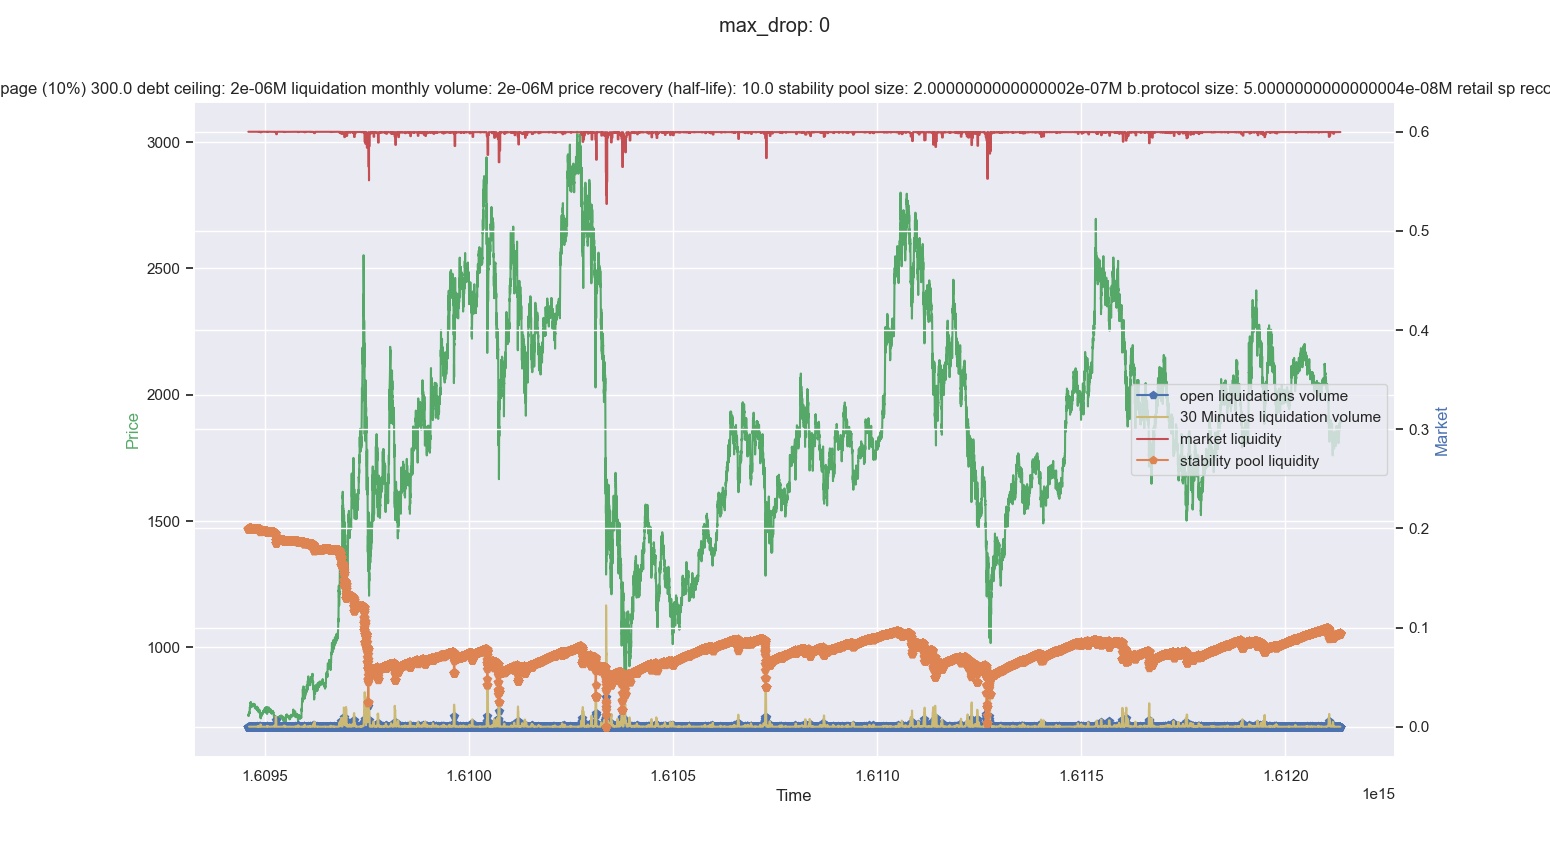 max_drop: 0
page (10%) 300.0 debt ceiling: 2e-06M liquidation monthly volume: 2e-06M price recovery (half-life): 10.0 stability pool size: 2.0000000000000002e-07M b.protocol size: 5.0000000000000004e-08M retail sp reco
3000
2500
2000
1500
1000
Price
0.6
0.5
0.4
0.3
0.2
0.1
0.0
Market
open liquidations volume
30 Minutes liquidation volume
market liquidity
stability pool liquidity
1.6095
1.6100
1.6105
1.6110
1.6115
1.6120
Time
1e15